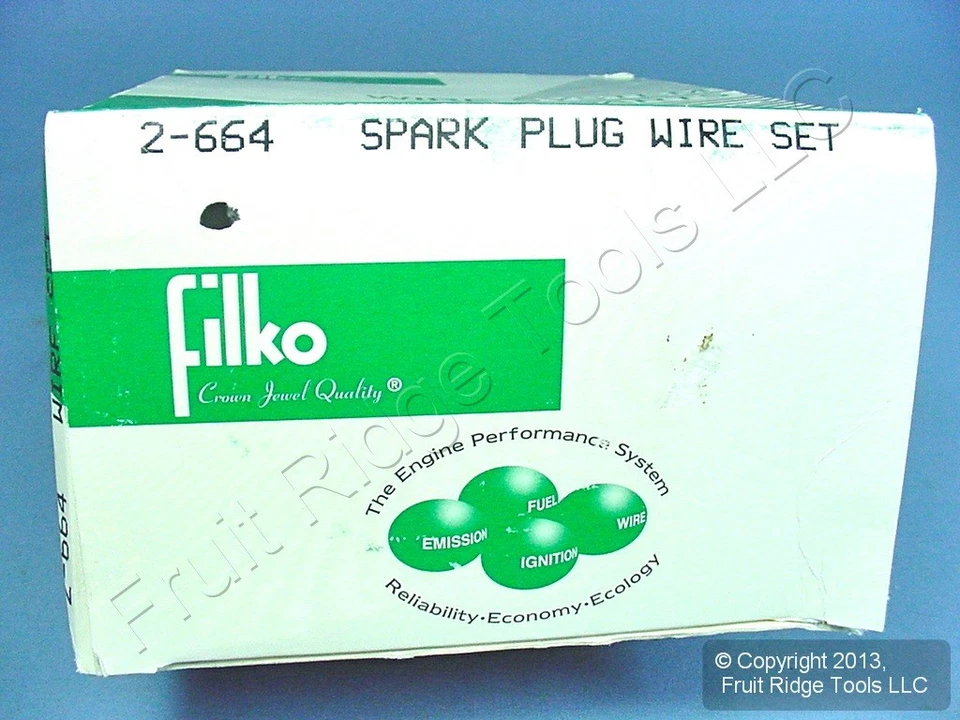 2-664 SPARK PLUG WIRE SET
filko
Crown Jewel Quality®
The Engine Performance System
FUEL
WIRE
EMISSION
IGNITION
Reliability·Economy·Ecology
2-664 WIRE SET
Fruit Ridge Tools LLC
© Copyright 2013,
Fruit Ridge Tools LLC